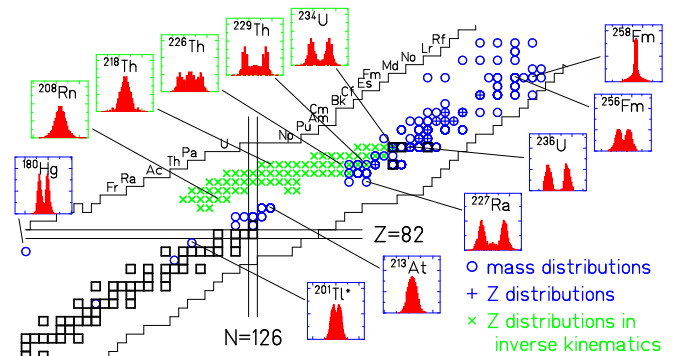 ²³⁴U
²²⁹Th
²²⁶Th
²¹⁸Th
²⁰⁸Rn
¹⁸⁰Hg
²⁵⁸Fm
²⁵⁶Fm
²³⁶U
²²⁷Ra
²¹³At
²⁰¹Tl*
Rf
Lr
No
Md
Fm
Es
Cf
Bk
Cm
Am
Pu
Np
U
Pa
Th
Ac
Ra
Fr
Z=82
N=126
mass distributions
Z distributions
Z distributions in
inverse kinematics